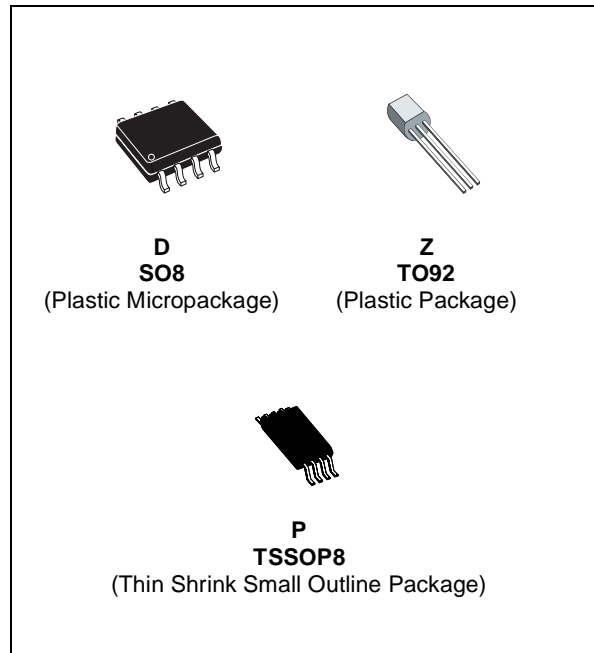 D
SO8
(Plastic Micropackage)
Z
TO92
(Plastic Package)
P
TSSOP8
(Thin Shrink Small Outline Package)